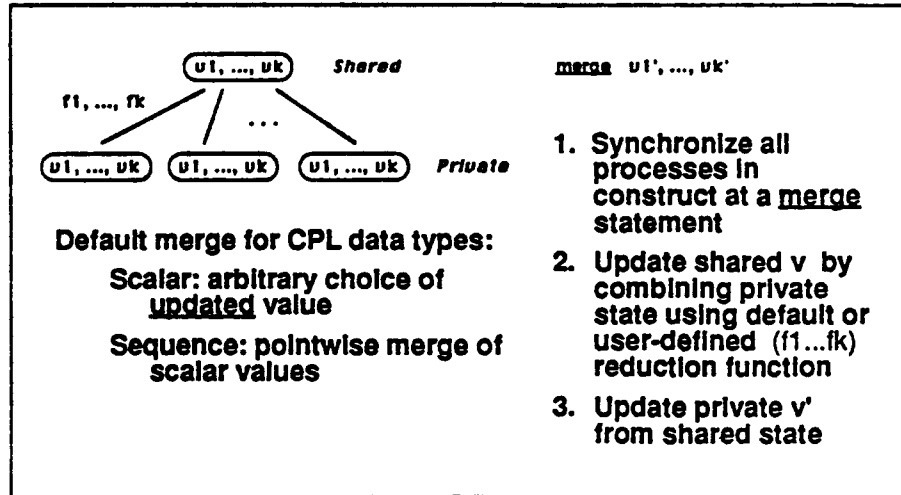 v1, ..., vk Shared
f1, ..., fk
...
v1, ..., vk v1, ..., vk v1, ..., vk Private
Default merge for CPL data types:
Scalar: arbitrary choice of
updated value
Sequence: pointwise merge of
scalar values
merge v1', ..., vk'
1. Synchronize all
processes in
construct at a merge
statement
2. Update shared v by
combining private
state using default or
user-defined (f1...fk)
reduction function
3. Update private v'
from shared state